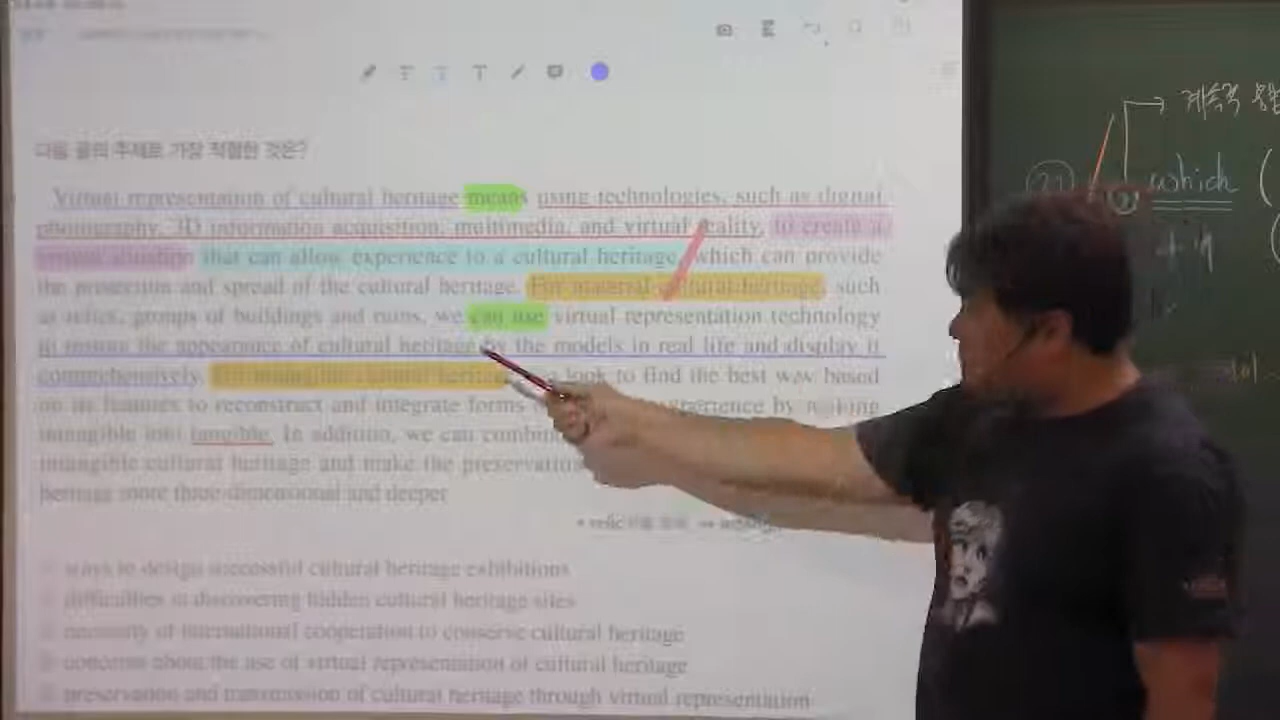 다음 글의 주제로 가장 적절한 것은?
Virtual representation of cultural heritage means using technologies, such as digital
photography, 3D information acquisition, multimedia, and virtual reality, to create a
virtual situation that can allow experience to a cultural heritage, which can provide
the protection and spread of the cultural heritage. For material cultural heritage, such
as relics, groups of buildings and ruins, we can use virtual representation technology
to restore the appearance of cultural heritage by the models in real life and display it
comprehensively. cultural look to find the best way based
on its features to reconstruct and integrate forms experience by making
intangible into tangible. In addition, we can combin
intangible cultural heritage and make the preservation
heritage more three-dimensional and deeper
* relic
ways to design successful cultural heritage exhibitions
difficulties in discovering hidden cultural heritage sites
necessity of international cooperation to conserve cultural heritage
concerns about the use of virtual representation of cultural heritage
preservation and transmission of cultural heritage through virtual representation
계속적
which